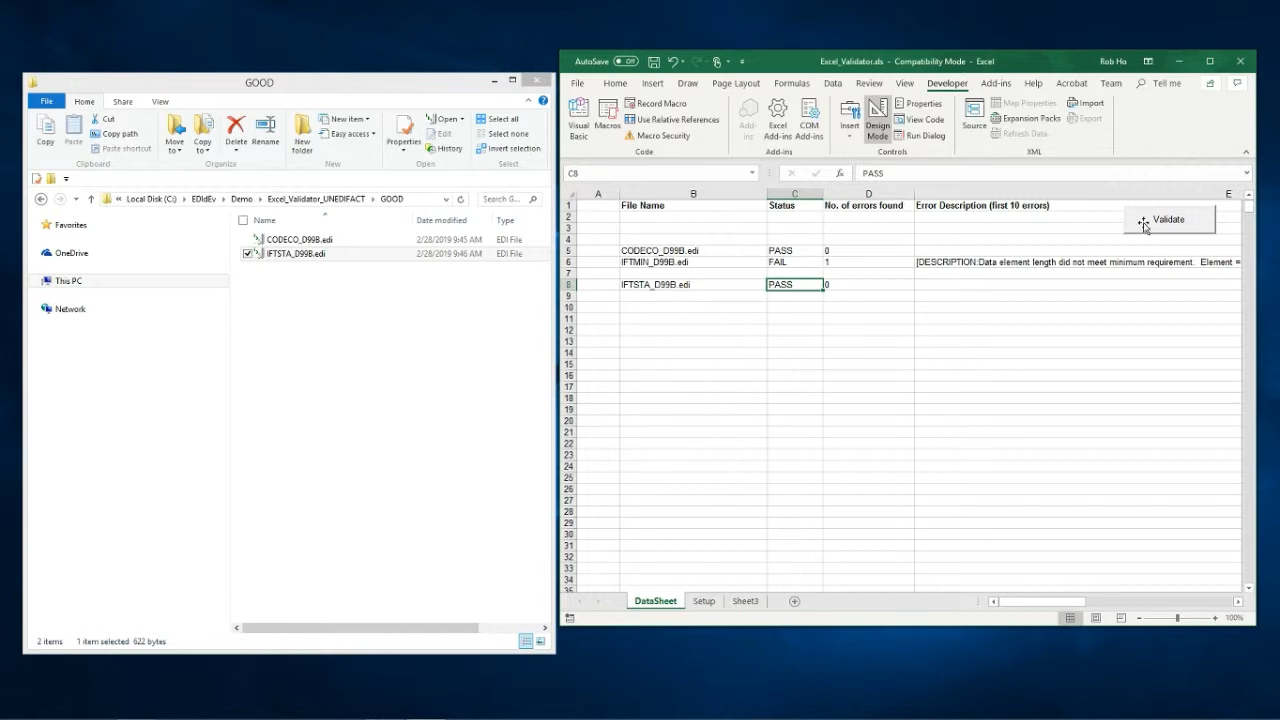 GOOD
File Home Share View
Copy
Paste
Cut
Copy path
Paste shortcut
Clipboard
Move to
Copy to
Delete
Rename
Organize
New folder
New item
Easy access
New
Properties
Open
Edit
History
Open
Select all
Select none
Invert selection
Select
« Local Disk (C:) EDIdEv Demo Excel_Validator_UNEDIFACT GOOD
Search G...
Favorites
OneDrive
This PC
Network
Name Date modified Type
CODECO_D99B.edi 2/28/2019 9:45 AM EDI File
IFTSTA_D99B.edi 2/28/2019 9:46 AM EDI File
2 items 1 item selected 622 bytes
AutoSave Off Excel_Validator.xls - Compatibility Mode - Excel Rob Ho
File Home Insert Draw Page Layout Formulas Data Review View Developer Add-ins Help Acrobat Team Tell me
Visual Basic
Macros
Record Macro
Use Relative References
Macro Security
Code
Add-ins
Excel Add-ins
COM Add-ins
Add-ins
Insert
Design Mode
Properties
View Code
Run Dialog
Controls
Source
Map Properties
Expansion Packs
Refresh Data
Import
Export
XML
C8 fx PASS
A B C D E
1 File Name Status No. of errors found Error Description (first 10 errors)
Validate
2
3
4
5 CODECO_D99B.edi PASS 0
6 IFTMIN_D99B.edi FAIL 1 [DESCRIPTION:Data element length did not meet minimum requirement. Element =
7
8 IFTSTA_D99B.edi PASS 0
9
10
11
12
13
14
15
16
17
18
19
20
21
22
23
24
25
26
27
28
29
30
31
32
33
34
DataSheet Setup Sheet3
100%